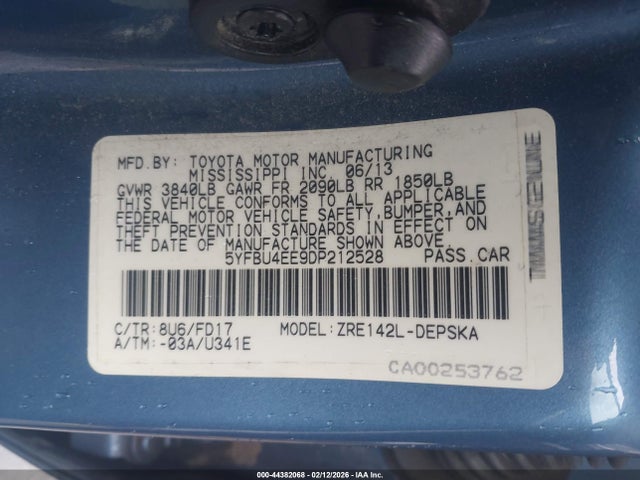 MFD.BY: TOYOTA MOTOR MANUFACTURING
MISSISSIPPI INC 06/13
GVWR 3840LB GAWR FR 2090LB RR 1850LB
THIS VEHICLE CONFORMS TO ALL APPLICABLE
FEDERAL MOTOR VEHICLE SAFETY,BUMPER,AND
THEFT PREVENTION STANDARDS IN EFFECT ON
THE DATE OF MANUFACTURE SHOWN ABOVE.
5YFBU4EE9DP212528 PASS.CAR
C/TR:8U6/FD17 MODEL:ZRE142L-DEPSKA
A/TM:-03A/U341E
CA00253762
000-44382068 - 02/12/2026 - IAA Inc.